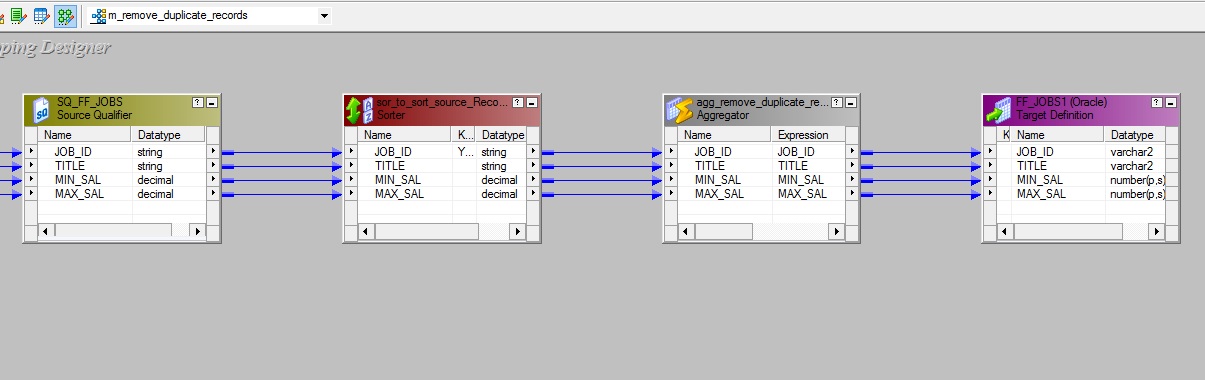 m_remove_duplicate_records
pping Designer
SQ_FF_JOBS
Source Qualifier
Name Datatype
JOB_ID string
TITLE string
MIN_SAL decimal
MAX_SAL decimal
sor_to_sort_source_Reco...
Sorter
Name K... Datatype
JOB_ID Y... string
TITLE string
MIN_SAL decimal
MAX_SAL decimal
agg_remove_duplicate_re...
Aggregator
Name Expression
JOB_ID JOB_ID
TITLE TITLE
MIN_SAL MIN_SAL
MAX_SAL MAX_SAL
FF_JOBS1 (Oracle)
Target Definition
K Name Datatype
JOB_ID varchar2
TITLE varchar2
MIN_SAL number(p,s)
MAX_SAL number(p,s)